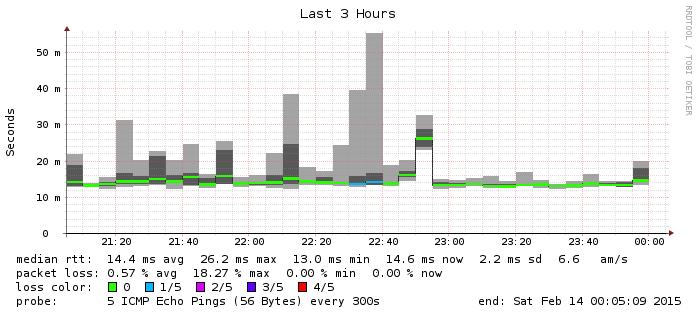 Last 3 Hours
RRDTOOL / TOBI OETIKER
Seconds
50 m
40 m
30 m
20 m
10 m
0
21:20 21:40 22:00 22:20 22:40 23:00 23:20 23:40 00:00
median rtt: 14.4 ms avg 26.2 ms max 13.0 ms min 14.6 ms now 2.2 ms sd 6.6 am/s
packet loss: 0.57 % avg 18.27 % max 0.00 % min 0.00 % now
loss color: 0 1/5 2/5 3/5 4/5
probe: 5 ICMP Echo Pings (56 Bytes) every 300s end: Sat Feb 14 00:05:09 2015